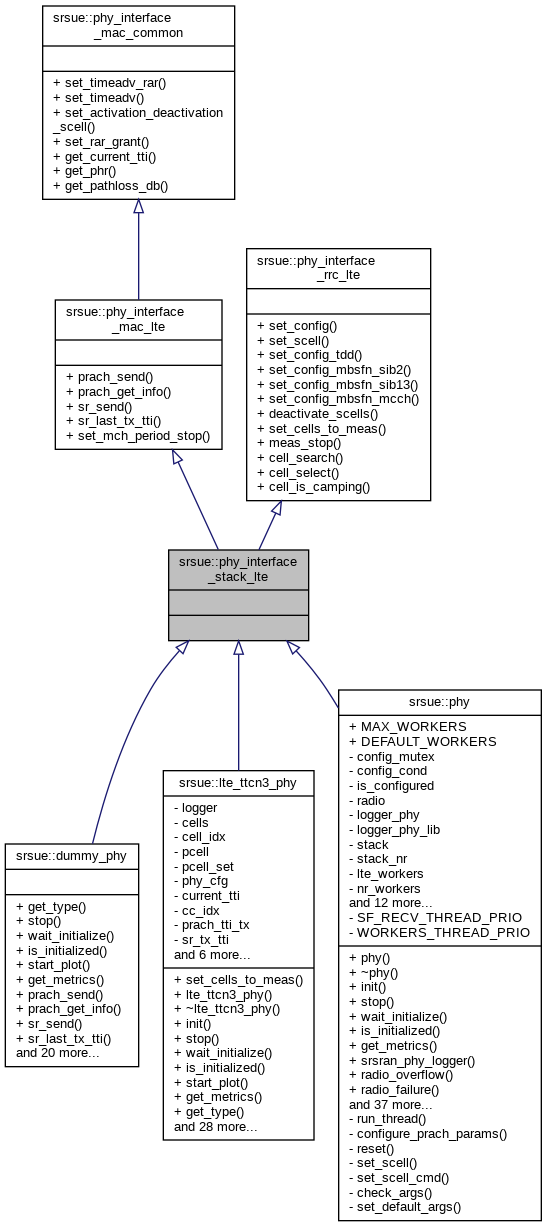 srsue::phy_interface
_mac_common
+ set_timeadv_rar()
+ set_timeadv()
+ set_activation_deactivation
_scell()
+ set_rar_grant()
+ get_current_tti()
+ get_phr()
+ get_pathloss_db()
srsue::phy_interface
_rrc_lte
+ set_config()
+ set_scell()
+ set_config_tdd()
+ set_config_mbsfn_sib2()
+ set_config_mbsfn_sib13()
+ set_config_mbsfn_mcch()
+ deactivate_scells()
+ set_cells_to_meas()
+ meas_stop()
+ cell_search()
+ cell_select()
+ cell_is_camping()
srsue::phy_interface
_mac_lte
+ prach_send()
+ prach_get_info()
+ sr_send()
+ sr_last_tx_tti()
+ set_mch_period_stop()
srsue::phy_interface
_stack_lte
srsue::dummy_phy
+ get_type()
+ stop()
+ wait_initialize()
+ is_initialized()
+ start_plot()
+ get_metrics()
+ prach_send()
+ prach_get_info()
+ sr_send()
+ sr_last_tx_tti()
and 20 more...
srsue::lte_ttcn3_phy
- logger
- cells
- cell_idx
- pcell
- pcell_set
- phy_cfg
- current_tti
- cc_idx
- prach_tti_tx
- sr_tx_tti
and 6 more...
+ set_cells_to_meas()
+ lte_ttcn3_phy()
+ ~lte_ttcn3_phy()
+ init()
+ stop()
+ wait_initialize()
+ is_initialized()
+ start_plot()
+ get_metrics()
+ get_type()
and 28 more...
srsue::phy
+ MAX_WORKERS
+ DEFAULT_WORKERS
- config_mutex
- config_cond
- is_configured
- radio
- logger_phy
- logger_phy_lib
- stack
- stack_nr
- lte_workers
- nr_workers
and 12 more...
- SF_RECV_THREAD_PRIO
- WORKERS_THREAD_PRIO
+ phy()
+ ~phy()
+ init()
+ stop()
+ wait_initialize()
+ is_initialized()
+ get_metrics()
+ srsran_phy_logger()
+ radio_overflow()
+ radio_failure()
and 37 more...
- run_thread()
- configure_prach_params()
- reset()
- set_scell()
- set_scell_cmd()
- check_args()
- set_default_args()